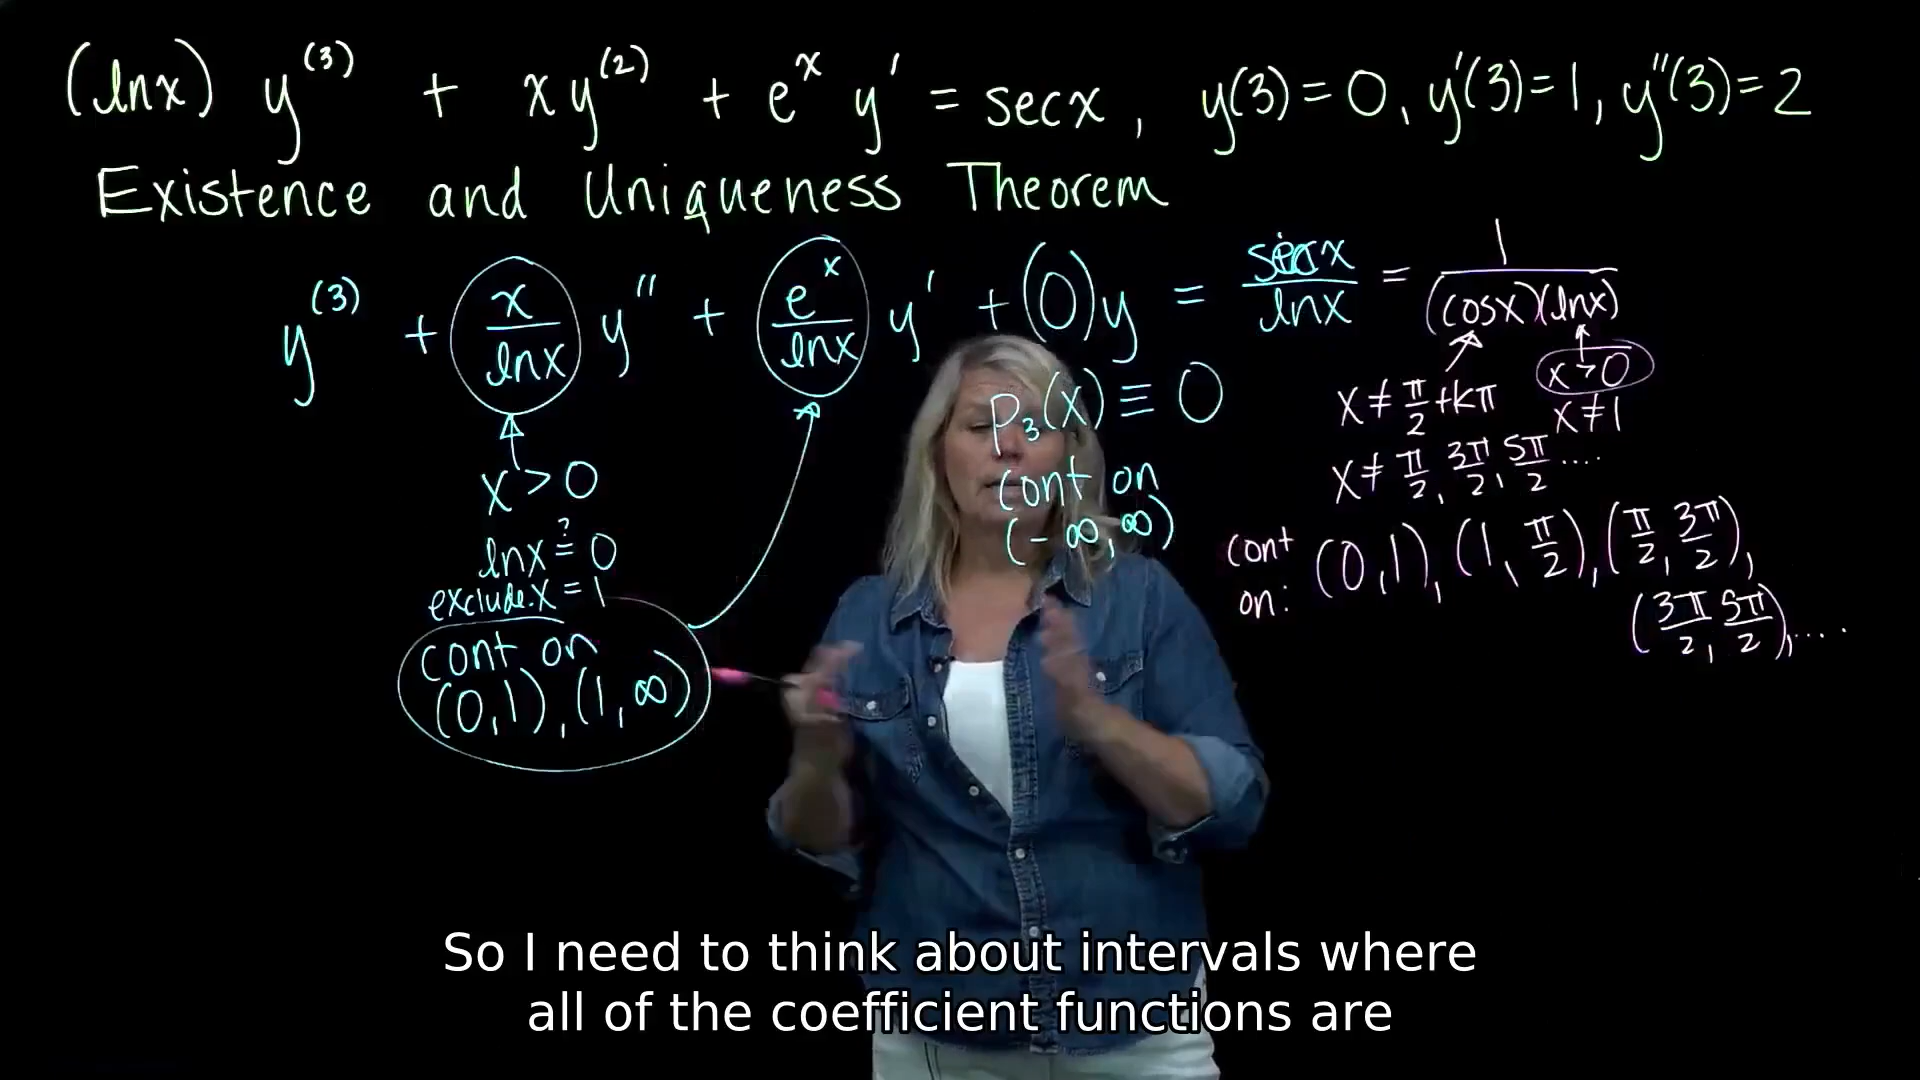 (lnx) y⁽³⁾ + xy⁽²⁾ + eˣ y' = secx, y(3)=0, y'(3)=1, y''(3)=2
Existence and Uniqueness Theorem
y⁽³⁾ + x/lnx y'' + eˣ/lnx y' + (0)y = secx/lnx = 1/(cosx)(lnx)
x > 0
lnx ?= 0
exclude x = 1
cont on
(0,1), (1,∞)
p₃(x) ≡ 0
cont on
(-∞,∞)
x ≠ π/2 + kπ
x ≠ π/2, 3π/2, 5π/2 ....
x > 0
x ≠ 1
cont on: (0,1), (1, π/2), (π/2, 3π/2),
(3π/2, 5π/2), ....
So I need to think about intervals where
all of the coefficient functions are